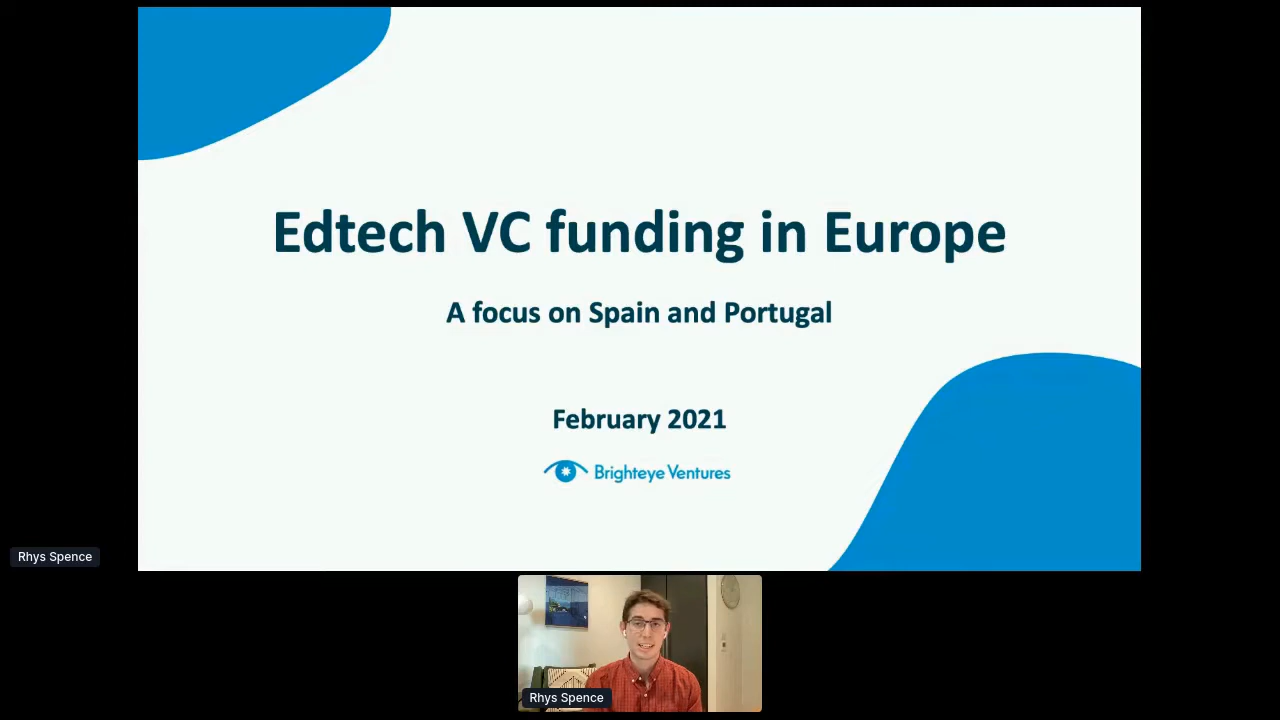 Edtech VC funding in Europe
A focus on Spain and Portugal
February 2021
Brighteye Ventures
Rhys Spence
Rhys Spence